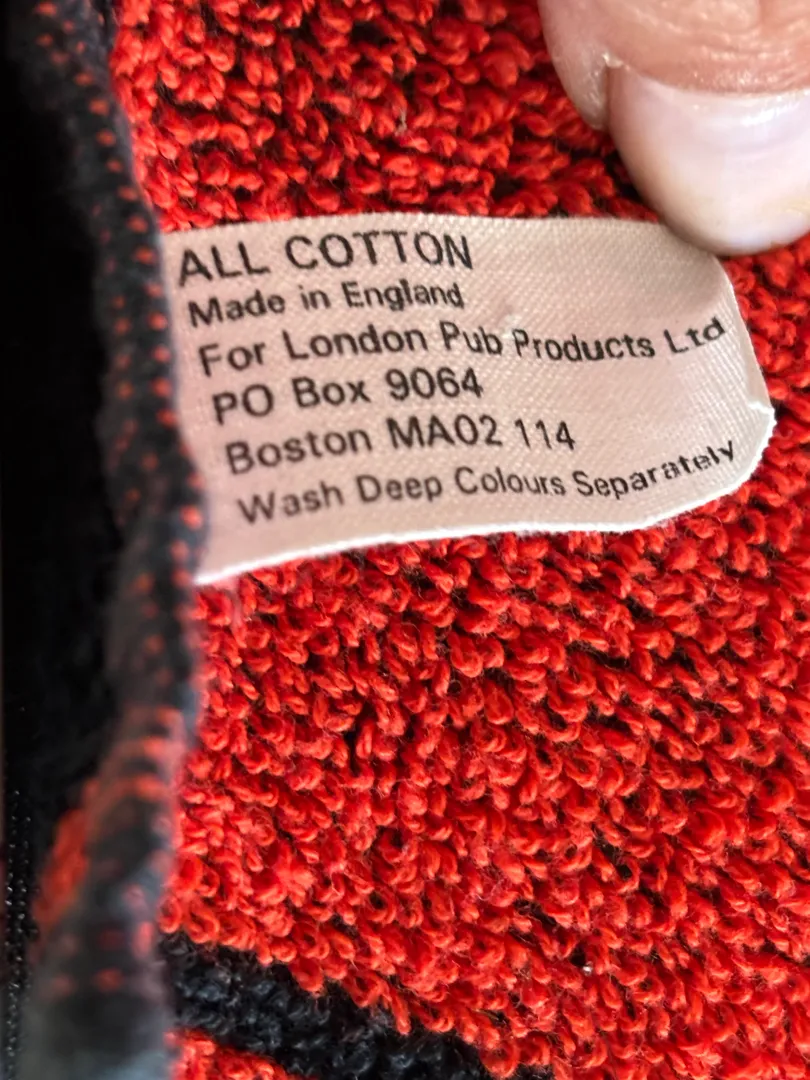 ALL COTTON
Made in England
For London Pub Products Ltd
PO Box 9064
Boston MA02 114
Wash Deep Colours Separately